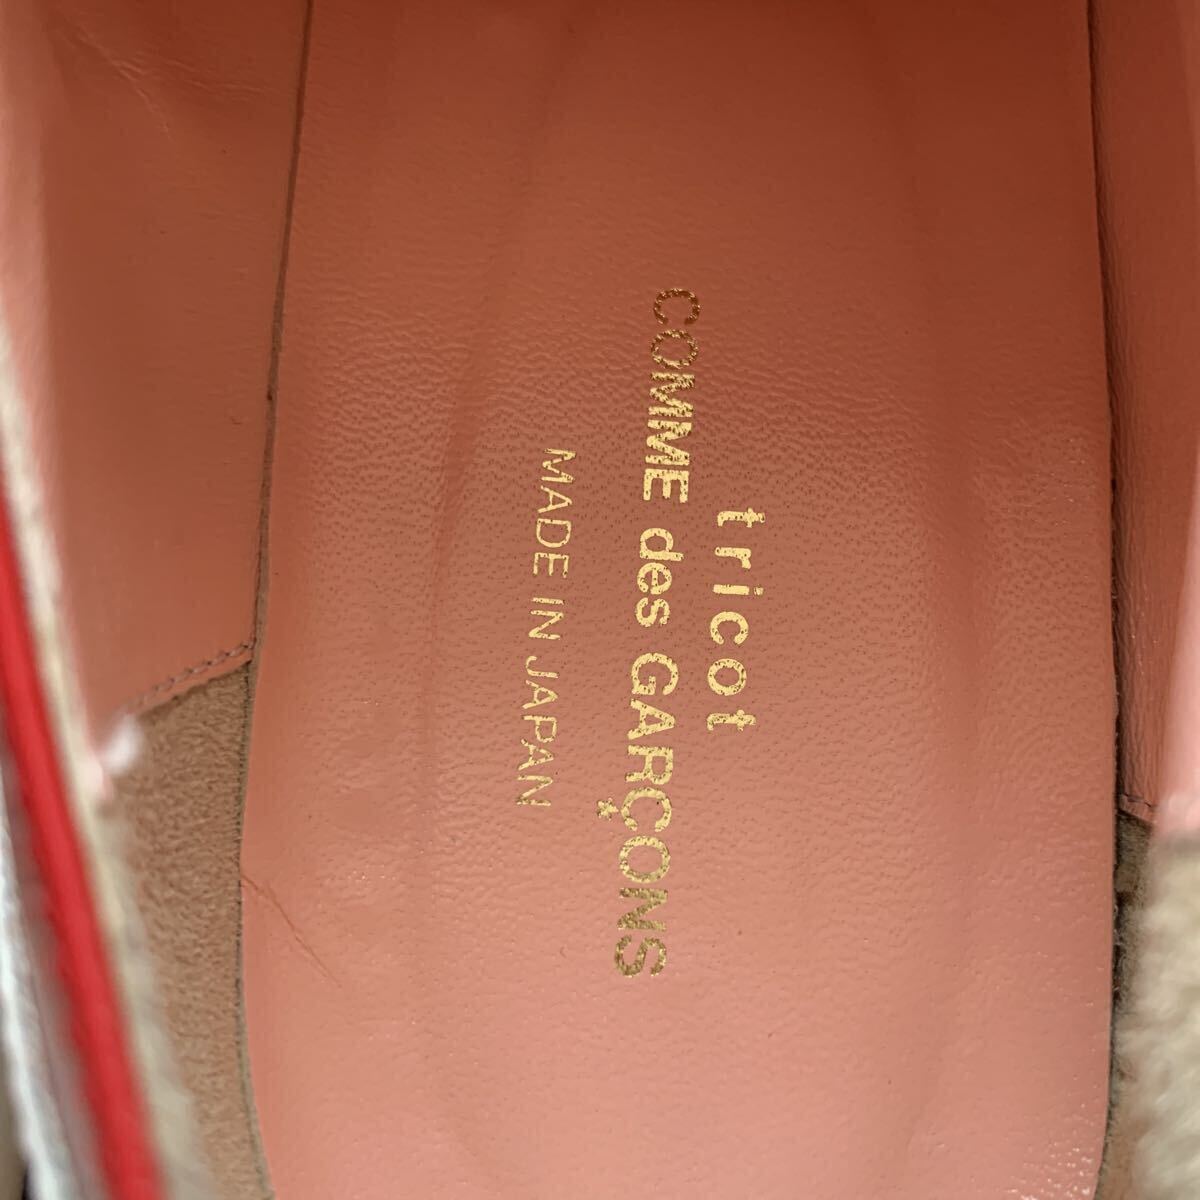 tricot
COMME des GARÇONS
MADE IN JAPAN